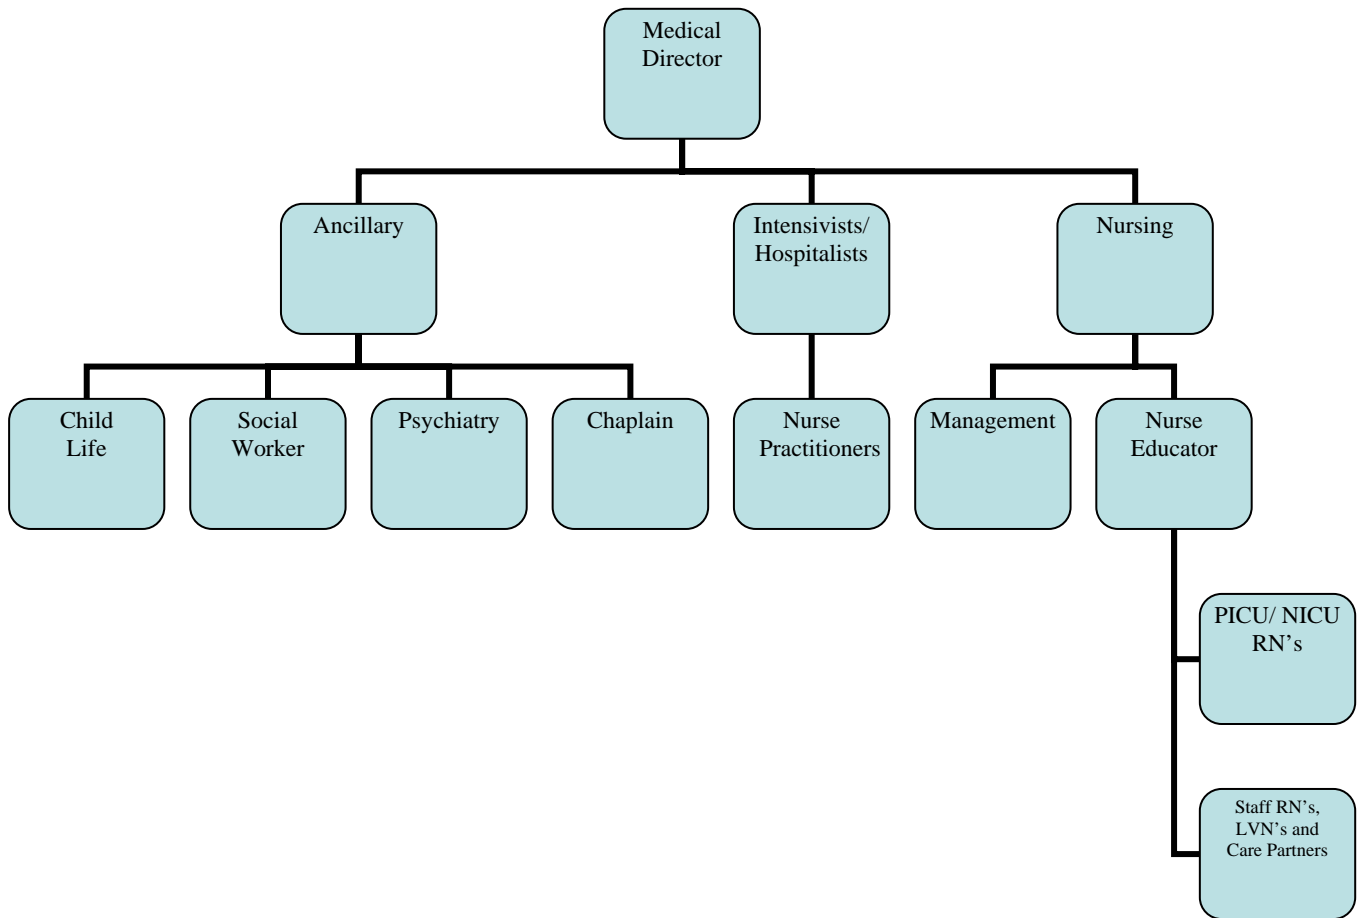 Medical
Director
Ancillary
Intensivists/
Hospitalists
Nursing
Child
Life
Social
Worker
Psychiatry
Chaplain
Nurse
Practitioners
Management
Nurse
Educator
PICU/ NICU
RN’s
Staff RN’s,
LVN’s and
Care Partners